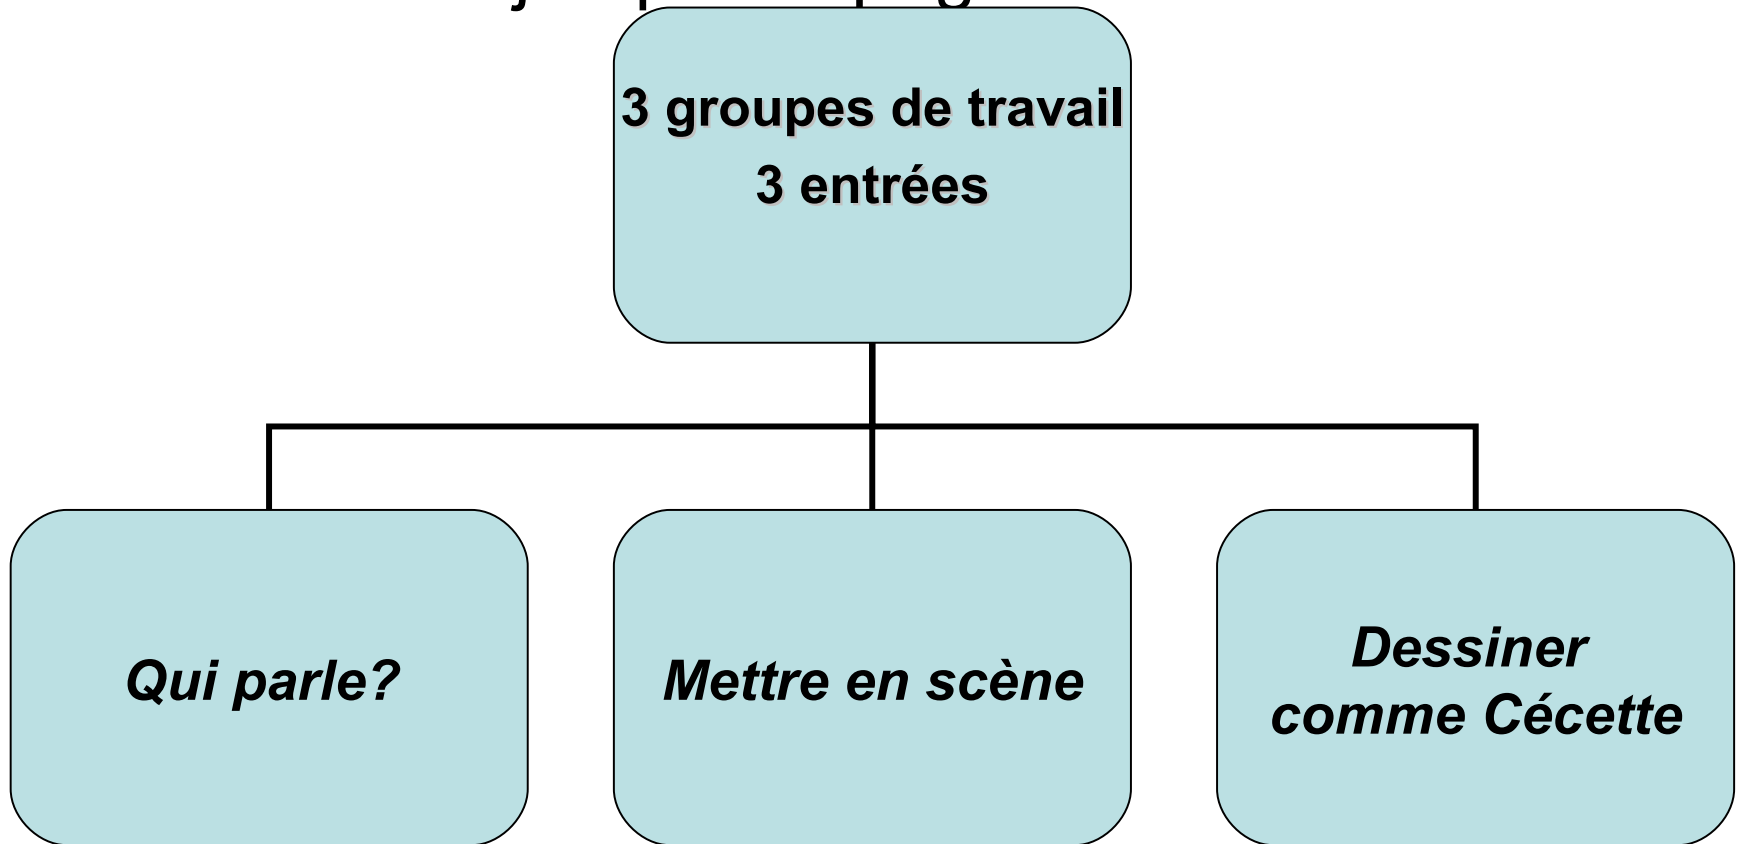 3 groupes de travail
3 entrées
Qui parle?
Mettre en scène
Dessiner
comme Cécette